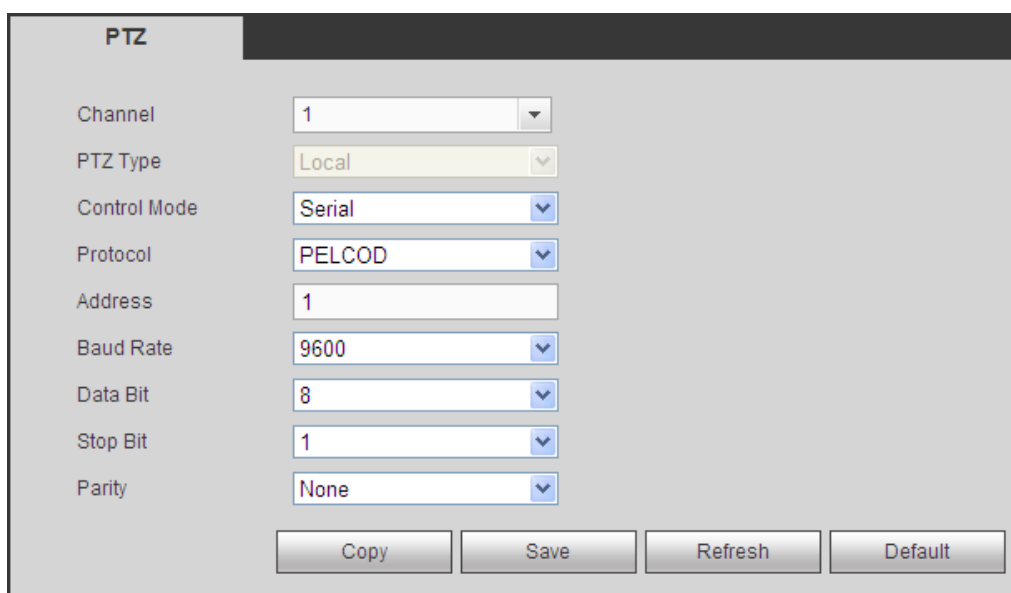 PTZ
Channel 1
PTZ Type Local
Control Mode Serial
Protocol PELCOD
Address 1
Baud Rate 9600
Data Bit 8
Stop Bit 1
Parity None
Copy Save Refresh Default